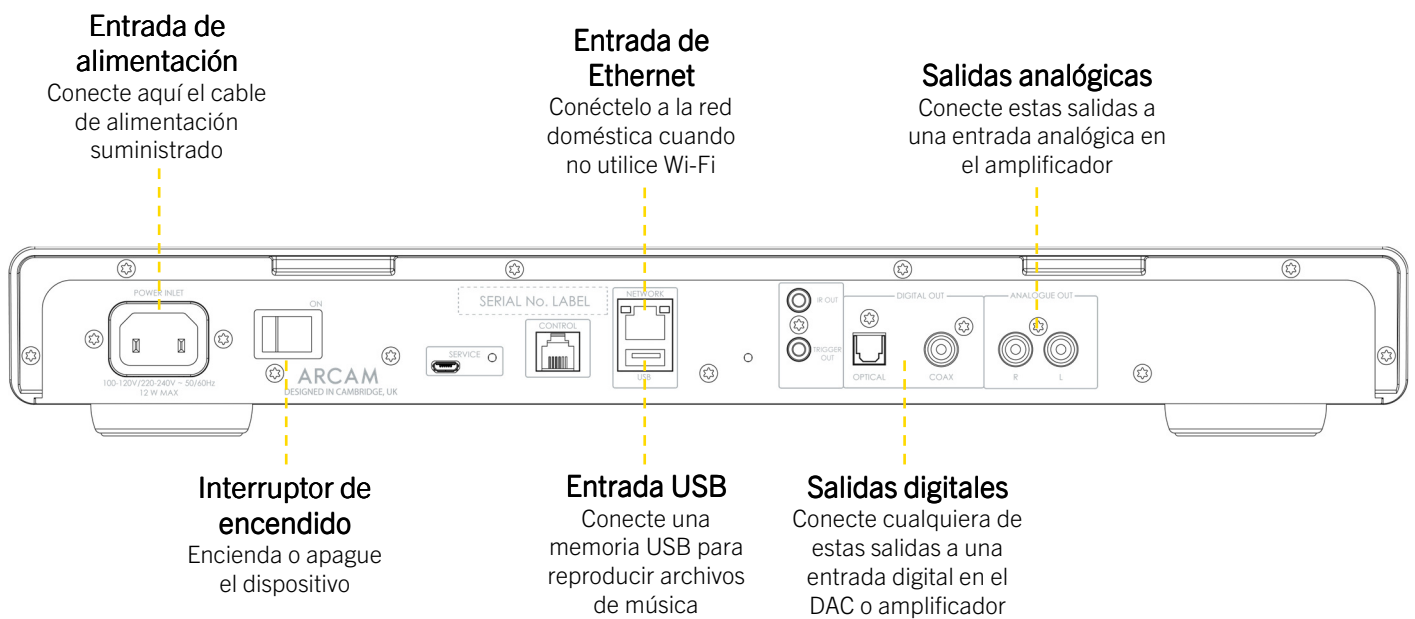 Entrada de
alimentación
Conecte aquí el cable
de alimentación
suministrado
Entrada de
Ethernet
Conéctelo a la red
doméstica cuando
no utilice Wi-Fi
Salidas analógicas
Conecte estas salidas a
una entrada analógica en
el amplificador
POWER INLET
100-120V/220-240V ~ 50/60Hz
12 W MAX
ON
ARCAM
DESIGNED IN CAMBRIDGE, UK
SERIAL No. LABEL
SERVICE
CONTROL
NETWORK
USB
IR OUT
TRIGGER
OUT
DIGITAL OUT
OPTICAL
COAX
ANALOGUE OUT
R
L
Interruptor de
encendido
Encienda o apague
el dispositivo
Entrada USB
Conecte una
memoria USB para
reproducir archivos
de música
Salidas digitales
Conecte cualquiera de
estas salidas a una
entrada digital en el
DAC o amplificador